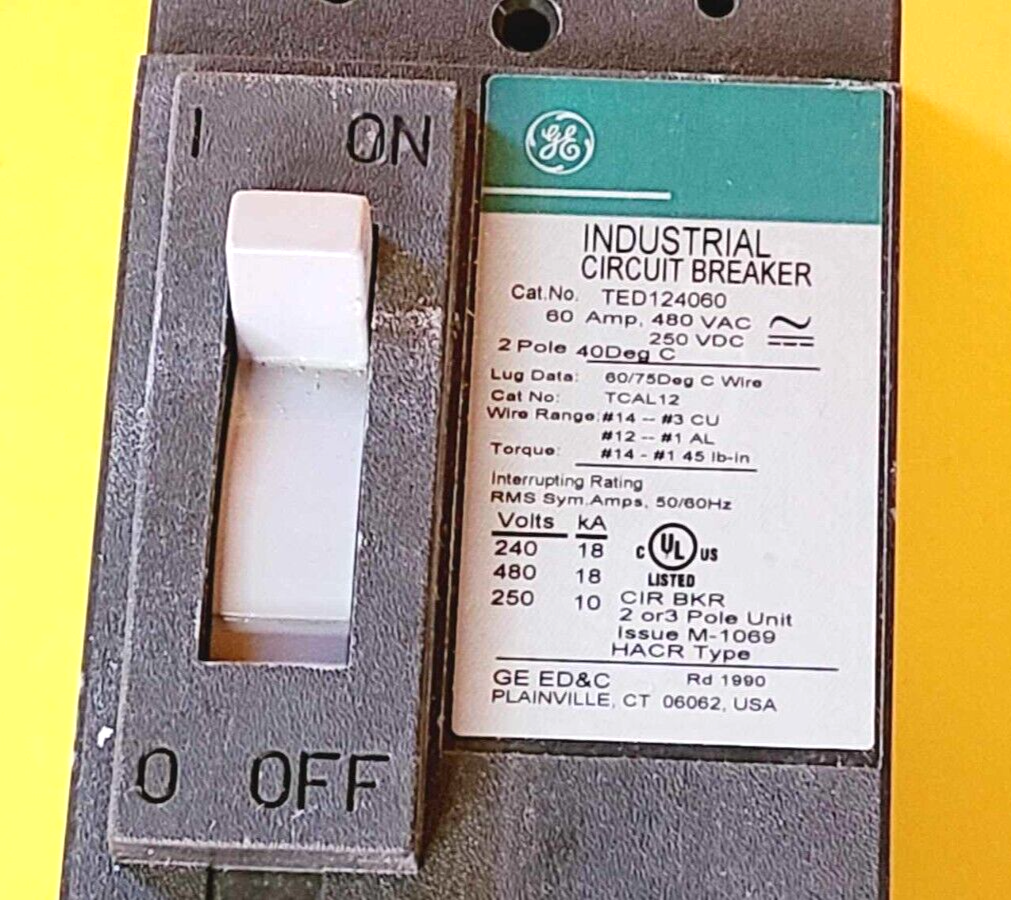 I ON
O OFF
GE
INDUSTRIAL
CIRCUIT BREAKER
Cat.No. TED124060
60 Amp, 480 VAC
250 VDC
2 Pole 40Deg C
Lug Data: 60/75Deg C Wire
Cat No: TCAL12
Wire Range: #14 -- #3 CU
#12 -- #1 AL
Torque: #14 - #1 45 lb-in
Interrupting Rating
RMS Sym.Amps, 50/60Hz
Volts kA
240 18
480 18
250 10
C UL US
LISTED
CIR BKR
2 or3 Pole Unit
Issue M-1069
HACR Type
GE ED&C Rd 1990
PLAINVILLE, CT 06062, USA